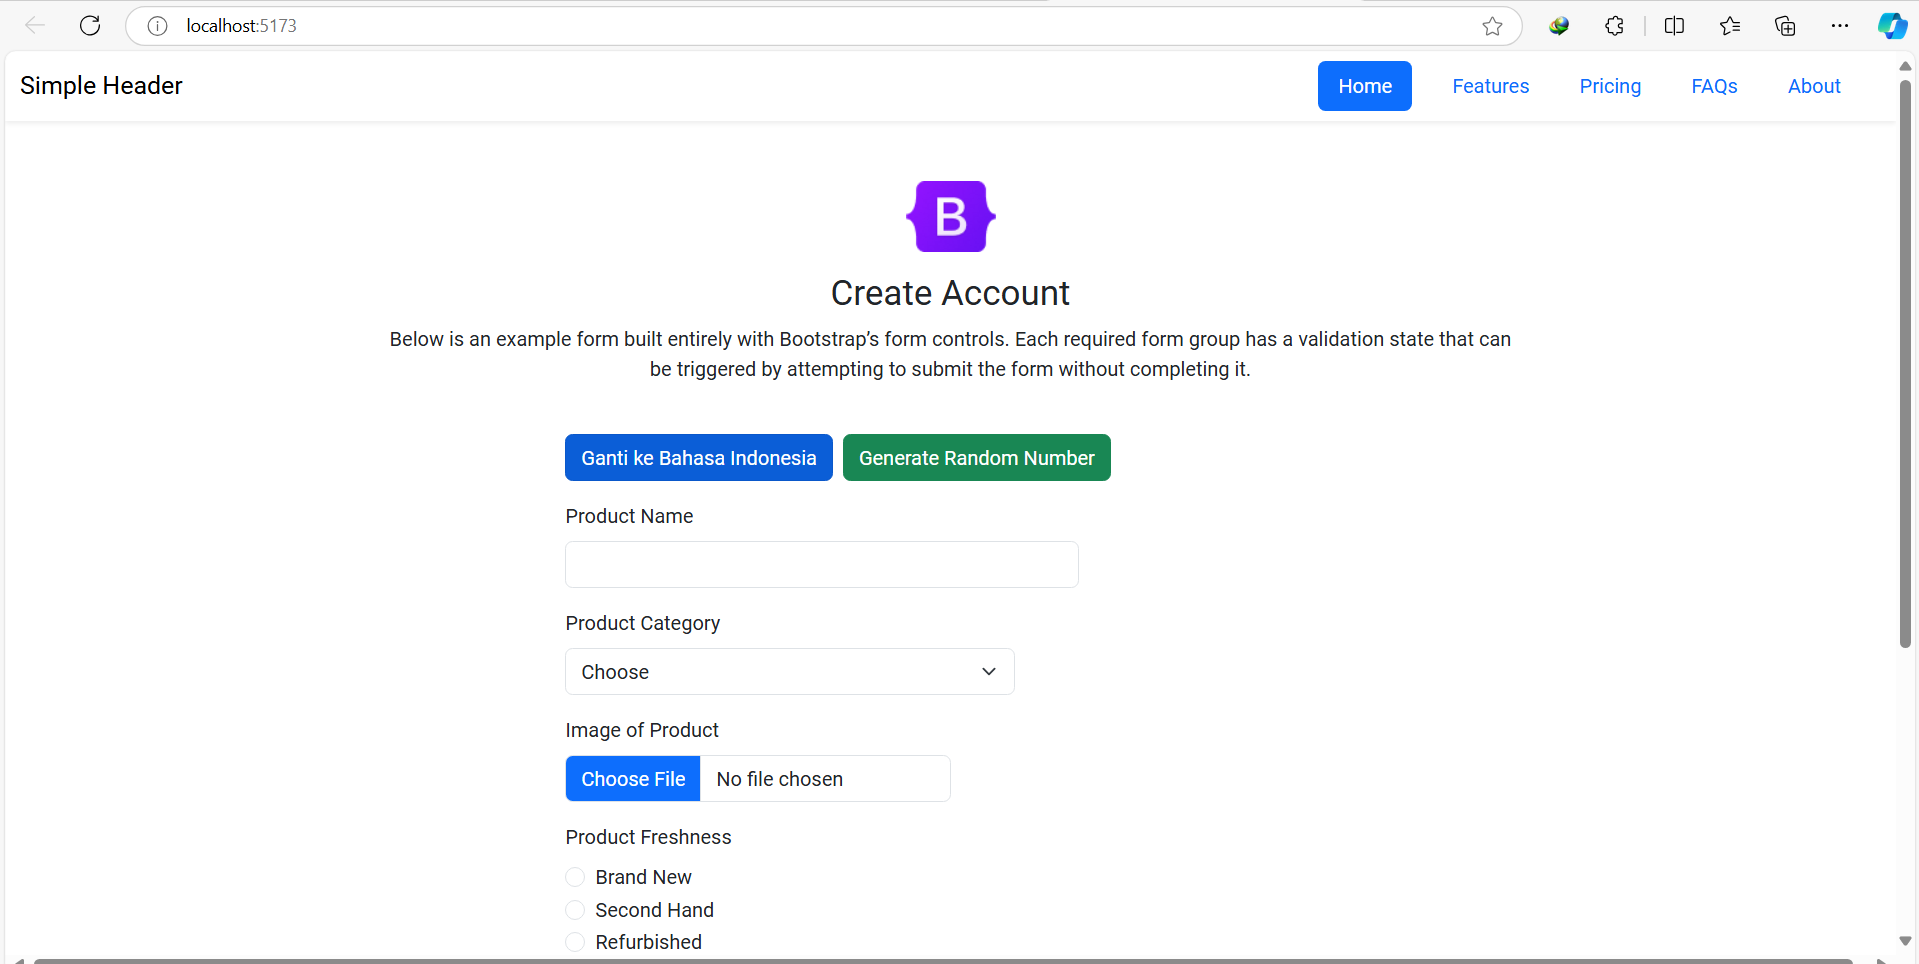 localhost:5173
Simple Header
Home
Features
Pricing
FAQs
About
B
Create Account
Below is an example form built entirely with Bootstrap’s form controls. Each required form group has a validation state that can
be triggered by attempting to submit the form without completing it.
Ganti ke Bahasa Indonesia
Generate Random Number
Product Name
Product Category
Choose
Image of Product
Choose File
No file chosen
Product Freshness
Brand New
Second Hand
Refurbished